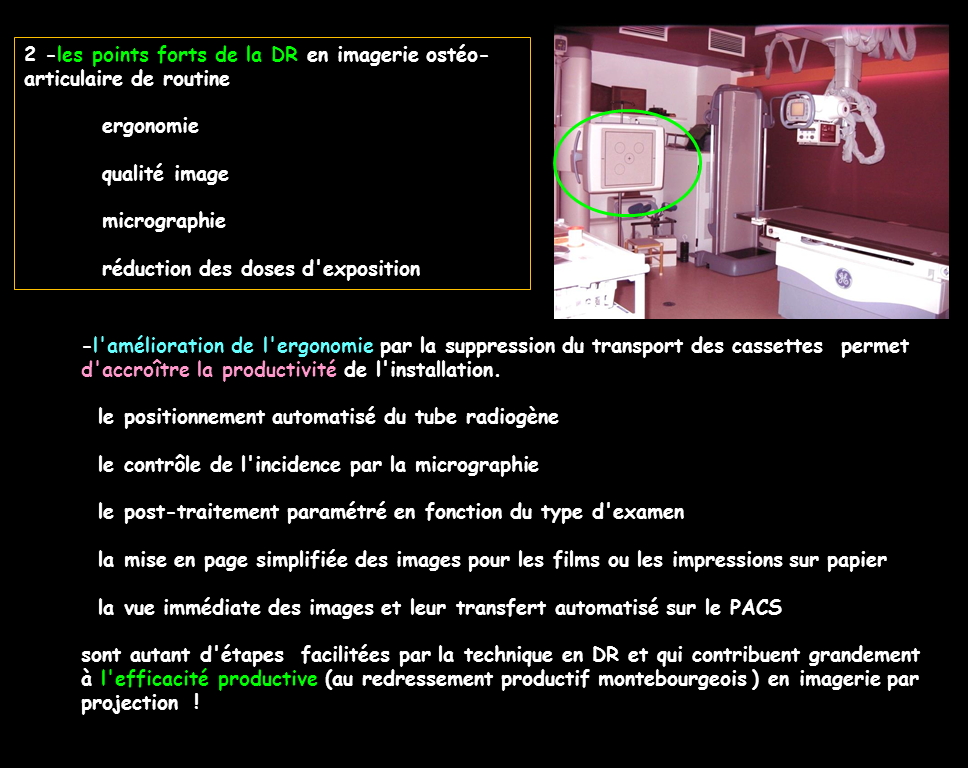 2 -les points forts de la DR en imagerie ostéo-
articulaire de routine
ergonomie
qualité image
micrographie
réduction des doses d'exposition
-l'amélioration de l'ergonomie par la suppression du transport des cassettes permet
d'accroître la productivité de l'installation.
le positionnement automatisé du tube radiogène
le contrôle de l'incidence par la micrographie
le post-traitement paramétré en fonction du type d'examen
la mise en page simplifiée des images pour les films ou les impressions sur papier
la vue immédiate des images et leur transfert automatisé sur le PACS
sont autant d'étapes facilitées par la technique en DR et qui contribuent grandement
à l'efficacité productive (au redressement productif montebourgeois ) en imagerie par
projection !